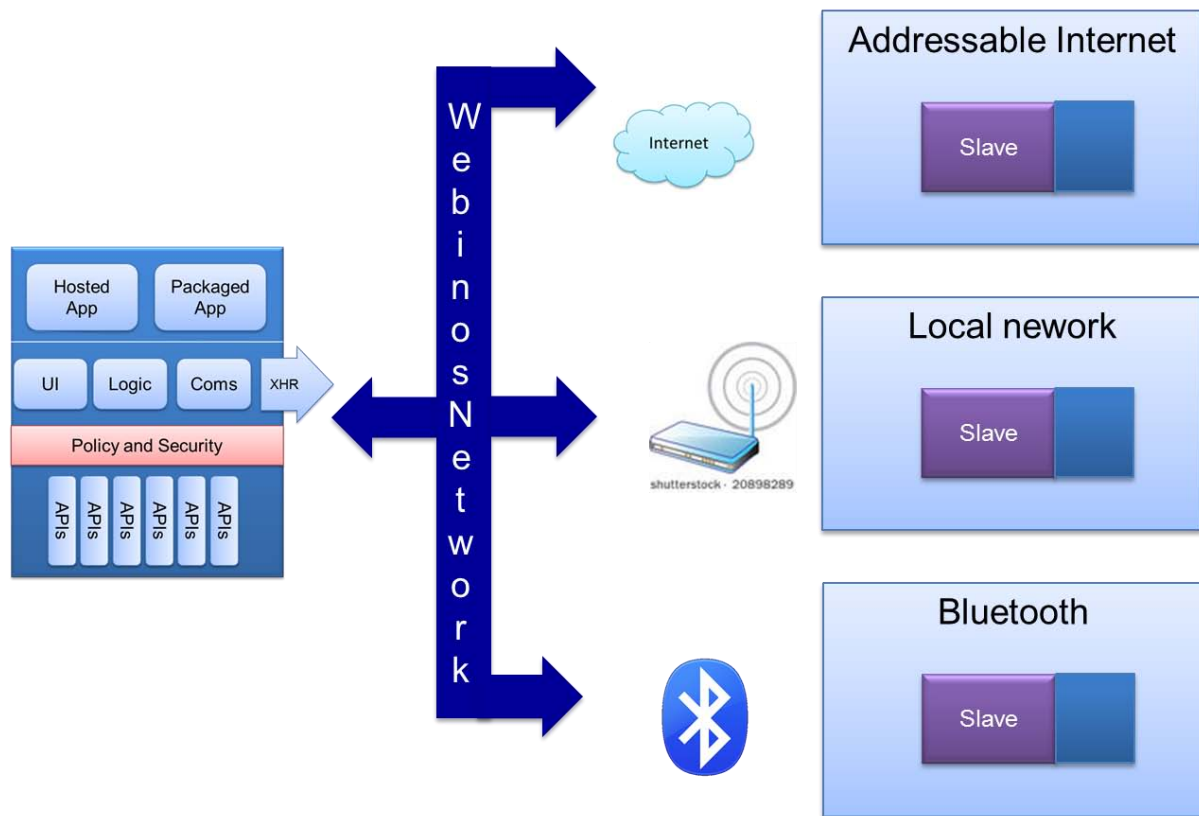 Hosted
App
Packaged
App
UI
Logic
Coms
XHR
Policy and Security
APIs
APIs
APIs
APIs
APIs
APIs
WebinosNetwork
Internet
shutterstock · 20898289
Addressable Internet
Slave
Local nework
Slave
Bluetooth
Slave